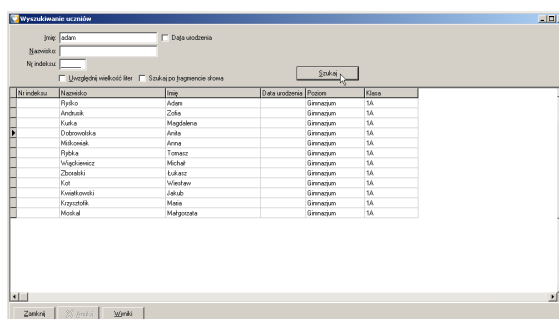 Wyszukiwanie uczniów
Imię: adam Data urodzenia
Nazwisko:
Nr indeksu:
Uwzględnij wielkość liter Szukaj po fragmencie słowa
Szukaj
Nr indeksu Nazwisko Imię Data urodzenia Poziom Klasa
Ryśko Adam Gimnazjum 1A
Andrusik Zofia Gimnazjum 1A
Kurka Magdalena Gimnazjum 1A
Dobrowolska Anita Gimnazjum 1A
Miśkowiak Anna Gimnazjum 1A
Rybka Tomasz Gimnazjum 1A
Więckiewicz Michał Gimnazjum 1A
Zboralski Łukasz Gimnazjum 1A
Kot Wiesław Gimnazjum 1A
Kwiatkowski Jakub Gimnazjum 1A
Krzysztofik Maria Gimnazjum 1A
Moskal Małgorzata Gimnazjum 1A
Zamknij Anuluj Wyniki